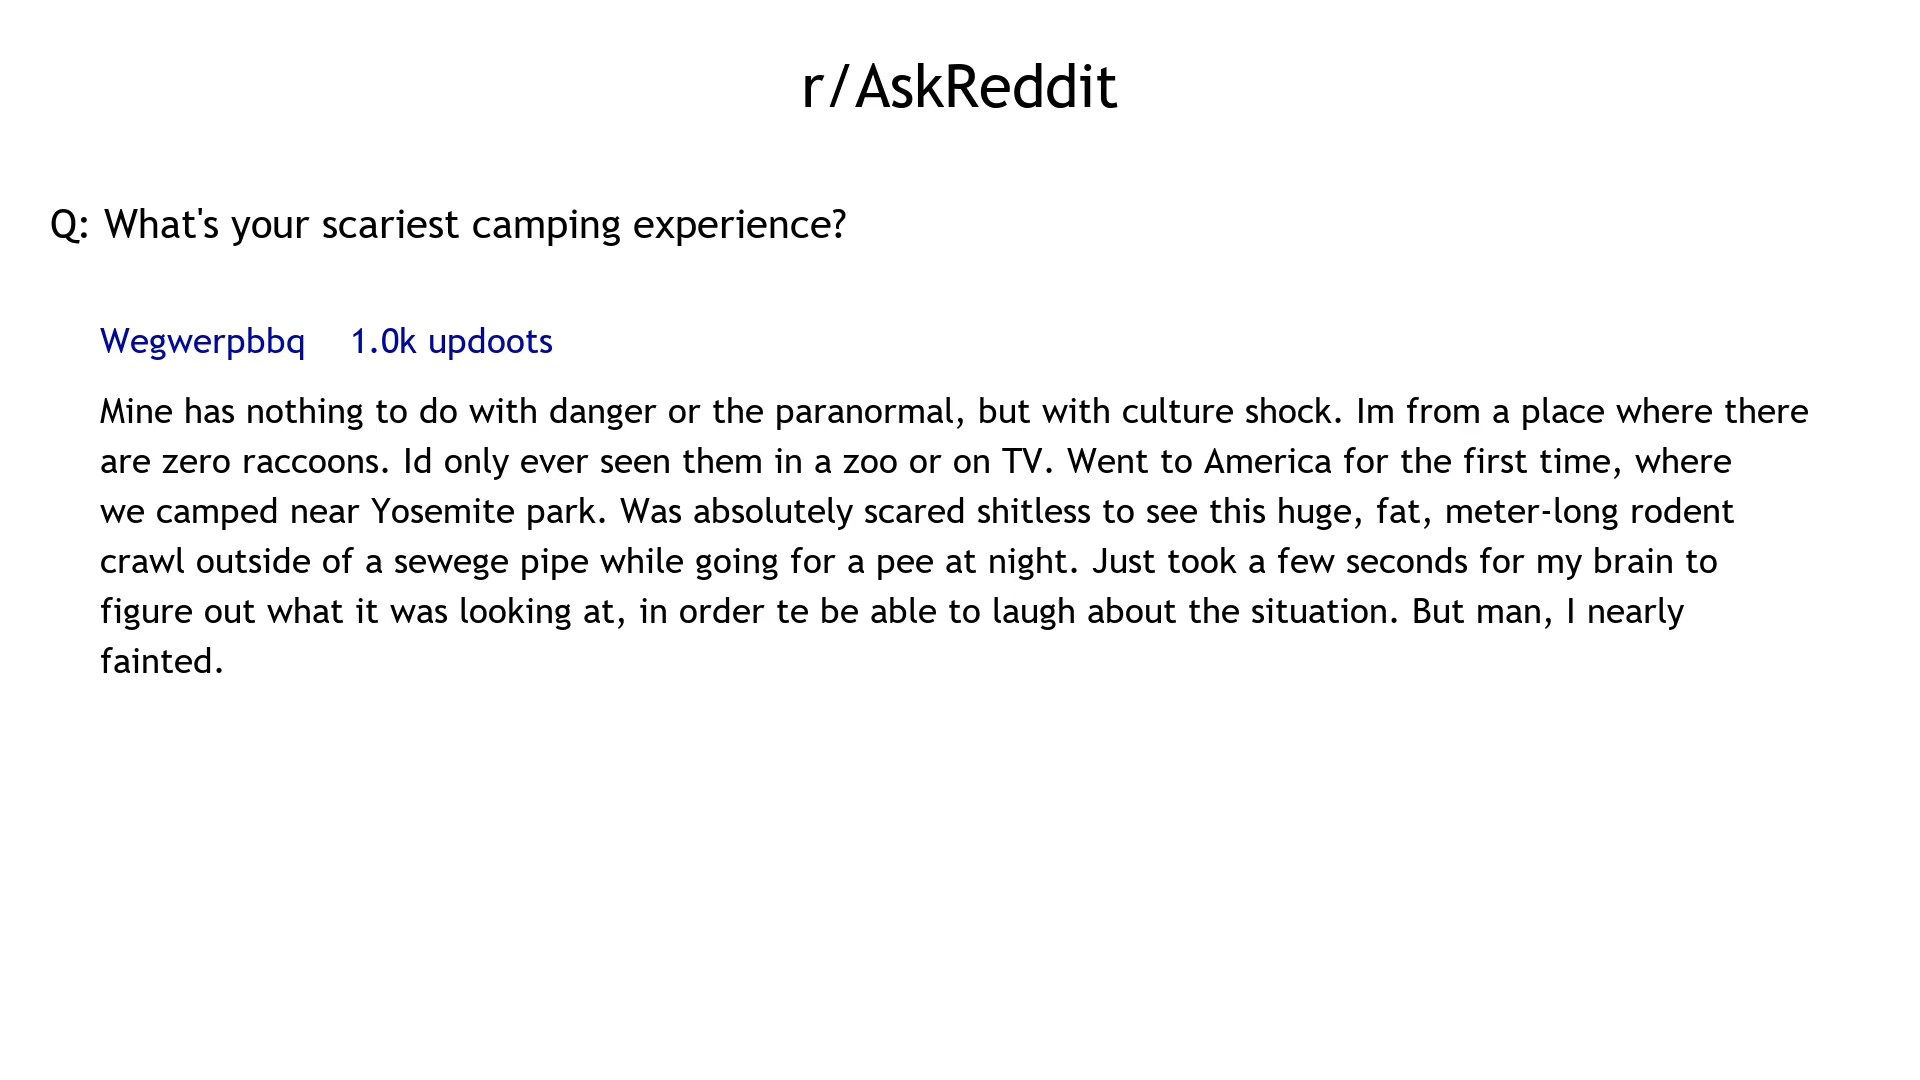 r/AskReddit
Q: What's your scariest camping experience?
Wegwerpbbq 1.0k updoots
Mine has nothing to do with danger or the paranormal, but with culture shock. Im from a place where there
are zero raccoons. Id only ever seen them in a zoo or on TV. Went to America for the first time, where
we camped near Yosemite park. Was absolutely scared shitless to see this huge, fat, meter-long rodent
crawl outside of a sewege pipe while going for a pee at night. Just took a few seconds for my brain to
figure out what it was looking at, in order te be able to laugh about the situation. But man, I nearly
fainted.